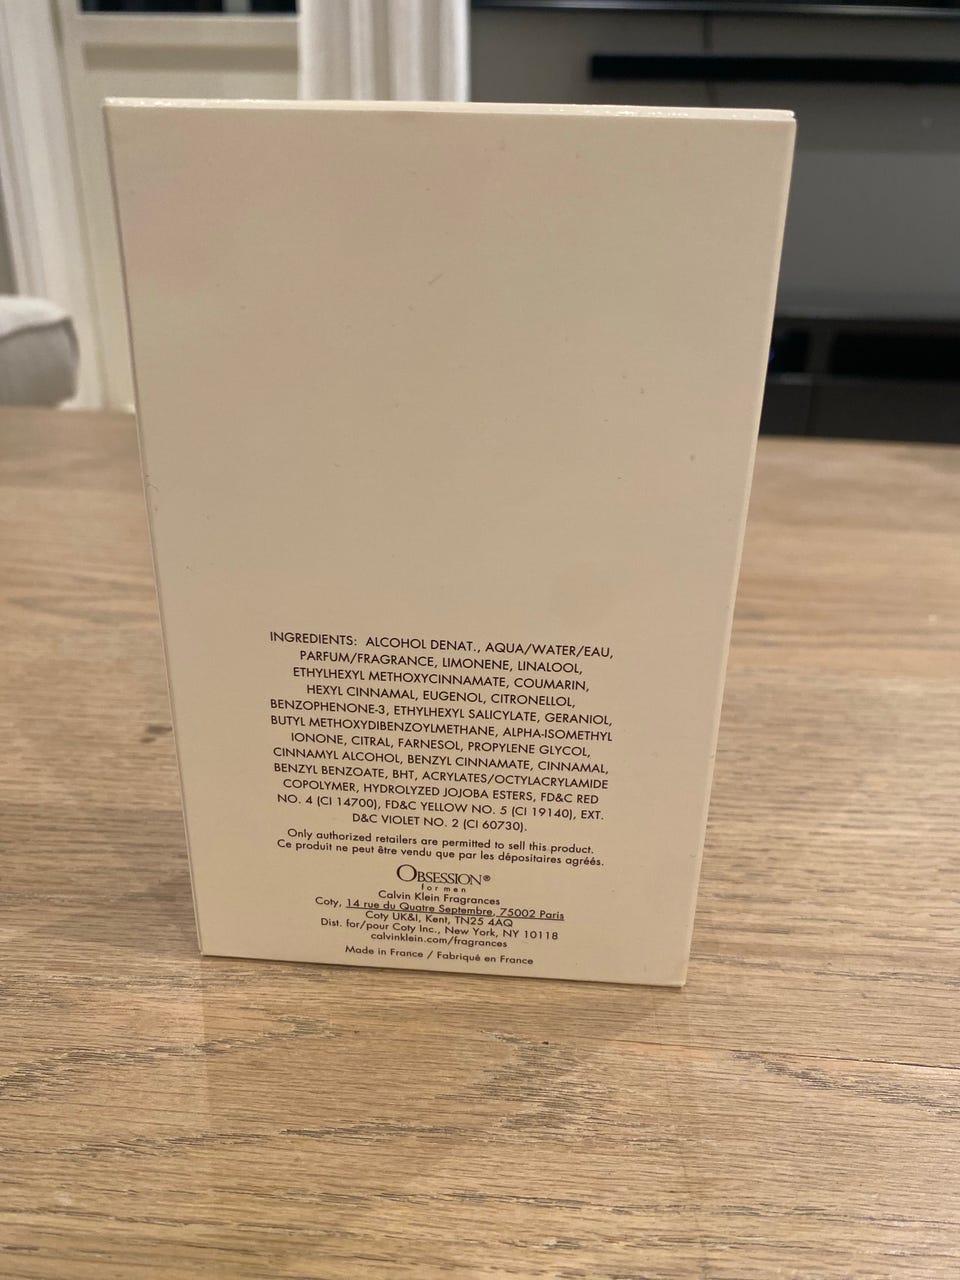 INGREDIENTS: ALCOHOL DENAT., AQUA/WATER/EAU,
PARFUM/FRAGRANCE, LIMONENE, LINALOOL,
ETHYLHEXYL METHOXYCINNAMATE, COUMARIN,
HEXYL CINNAMAL, EUGENOL, CITRONELLOL,
BENZOPHENONE-3, ETHYLHEXYL SALICYLATE, GERANIOL,
BUTYL METHOXYDIBENZOYLMETHANE, ALPHA-ISOMETHYL
IONONE, CITRAL, FARNESOL, PROPYLENE GLYCOL,
CINNAMYL ALCOHOL, BENZYL CINNAMATE, CINNAMAL,
BENZYL BENZOATE, BHT, ACRYLATES/OCTYLACRYLAMIDE
COPOLYMER, HYDROLYZED JOJOBA ESTERS, FD&C RED
NO. 4 (CI 14700), FD&C YELLOW NO. 5 (CI 19140), EXT.
D&C VIOLET NO. 2 (CI 60730).
Only authorized retailers are permitted to sell this product.
Ce produit ne peut être vendu que par les dépositaires agréés.
OBSESSION®
for men
Calvin Klein Fragrances
Coty, 14 rue du Quatre Septembre, 75002 Paris
Coty UK&I, Kent, TN25 4AQ
Dist. for/pour Coty Inc., New York, NY 10118
calvinklein.com/fragrances
Made in France / Fabriqué en France